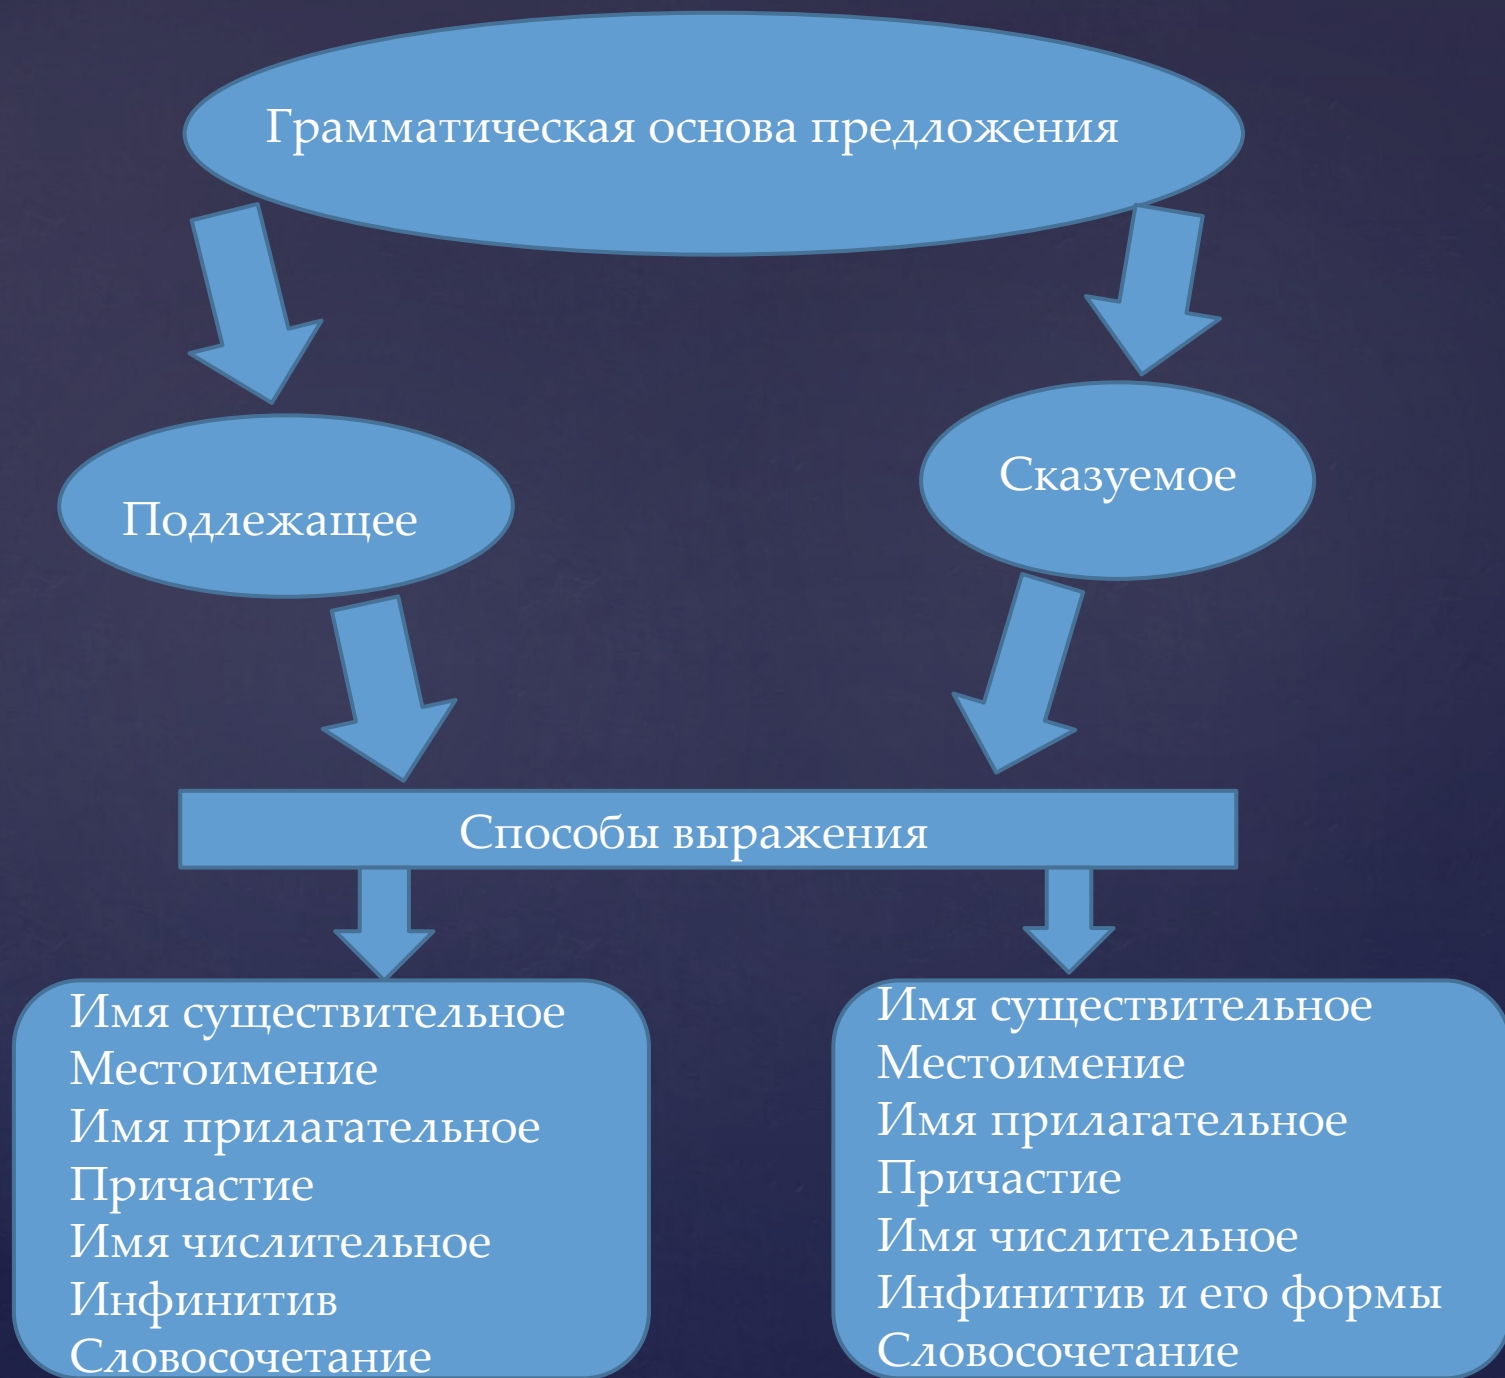 Грамматическая основа предложения
Подлежащее
Сказуемое
Способы выражения
Имя существительное
Местоимение
Имя прилагательное
Причастие
Имя числительное
Инфинитив
Словосочетание
Имя существительное
Местоимение
Имя прилагательное
Причастие
Имя числительное
Инфинитив и его формы
Словосочетание